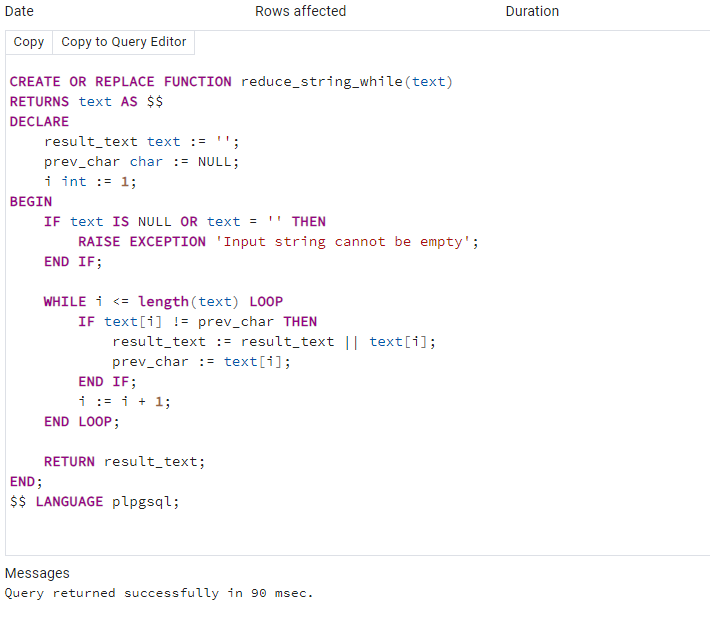 Date Rows affected Duration
Copy Copy to Query Editor
CREATE OR REPLACE FUNCTION reduce_string_while(text)
RETURNS text AS $$
DECLARE
    result_text text := '';
    prev_char char := NULL;
    i int := 1;
BEGIN
    IF text IS NULL OR text = '' THEN
        RAISE EXCEPTION 'Input string cannot be empty';
    END IF;
    WHILE i <= length(text) LOOP
        IF text[i] != prev_char THEN
            result_text := result_text || text[i];
            prev_char := text[i];
        END IF;
        i := i + 1;
    END LOOP;
    RETURN result_text;
END;
$$ LANGUAGE plpgsql;
Messages
Query returned successfully in 90 msec.